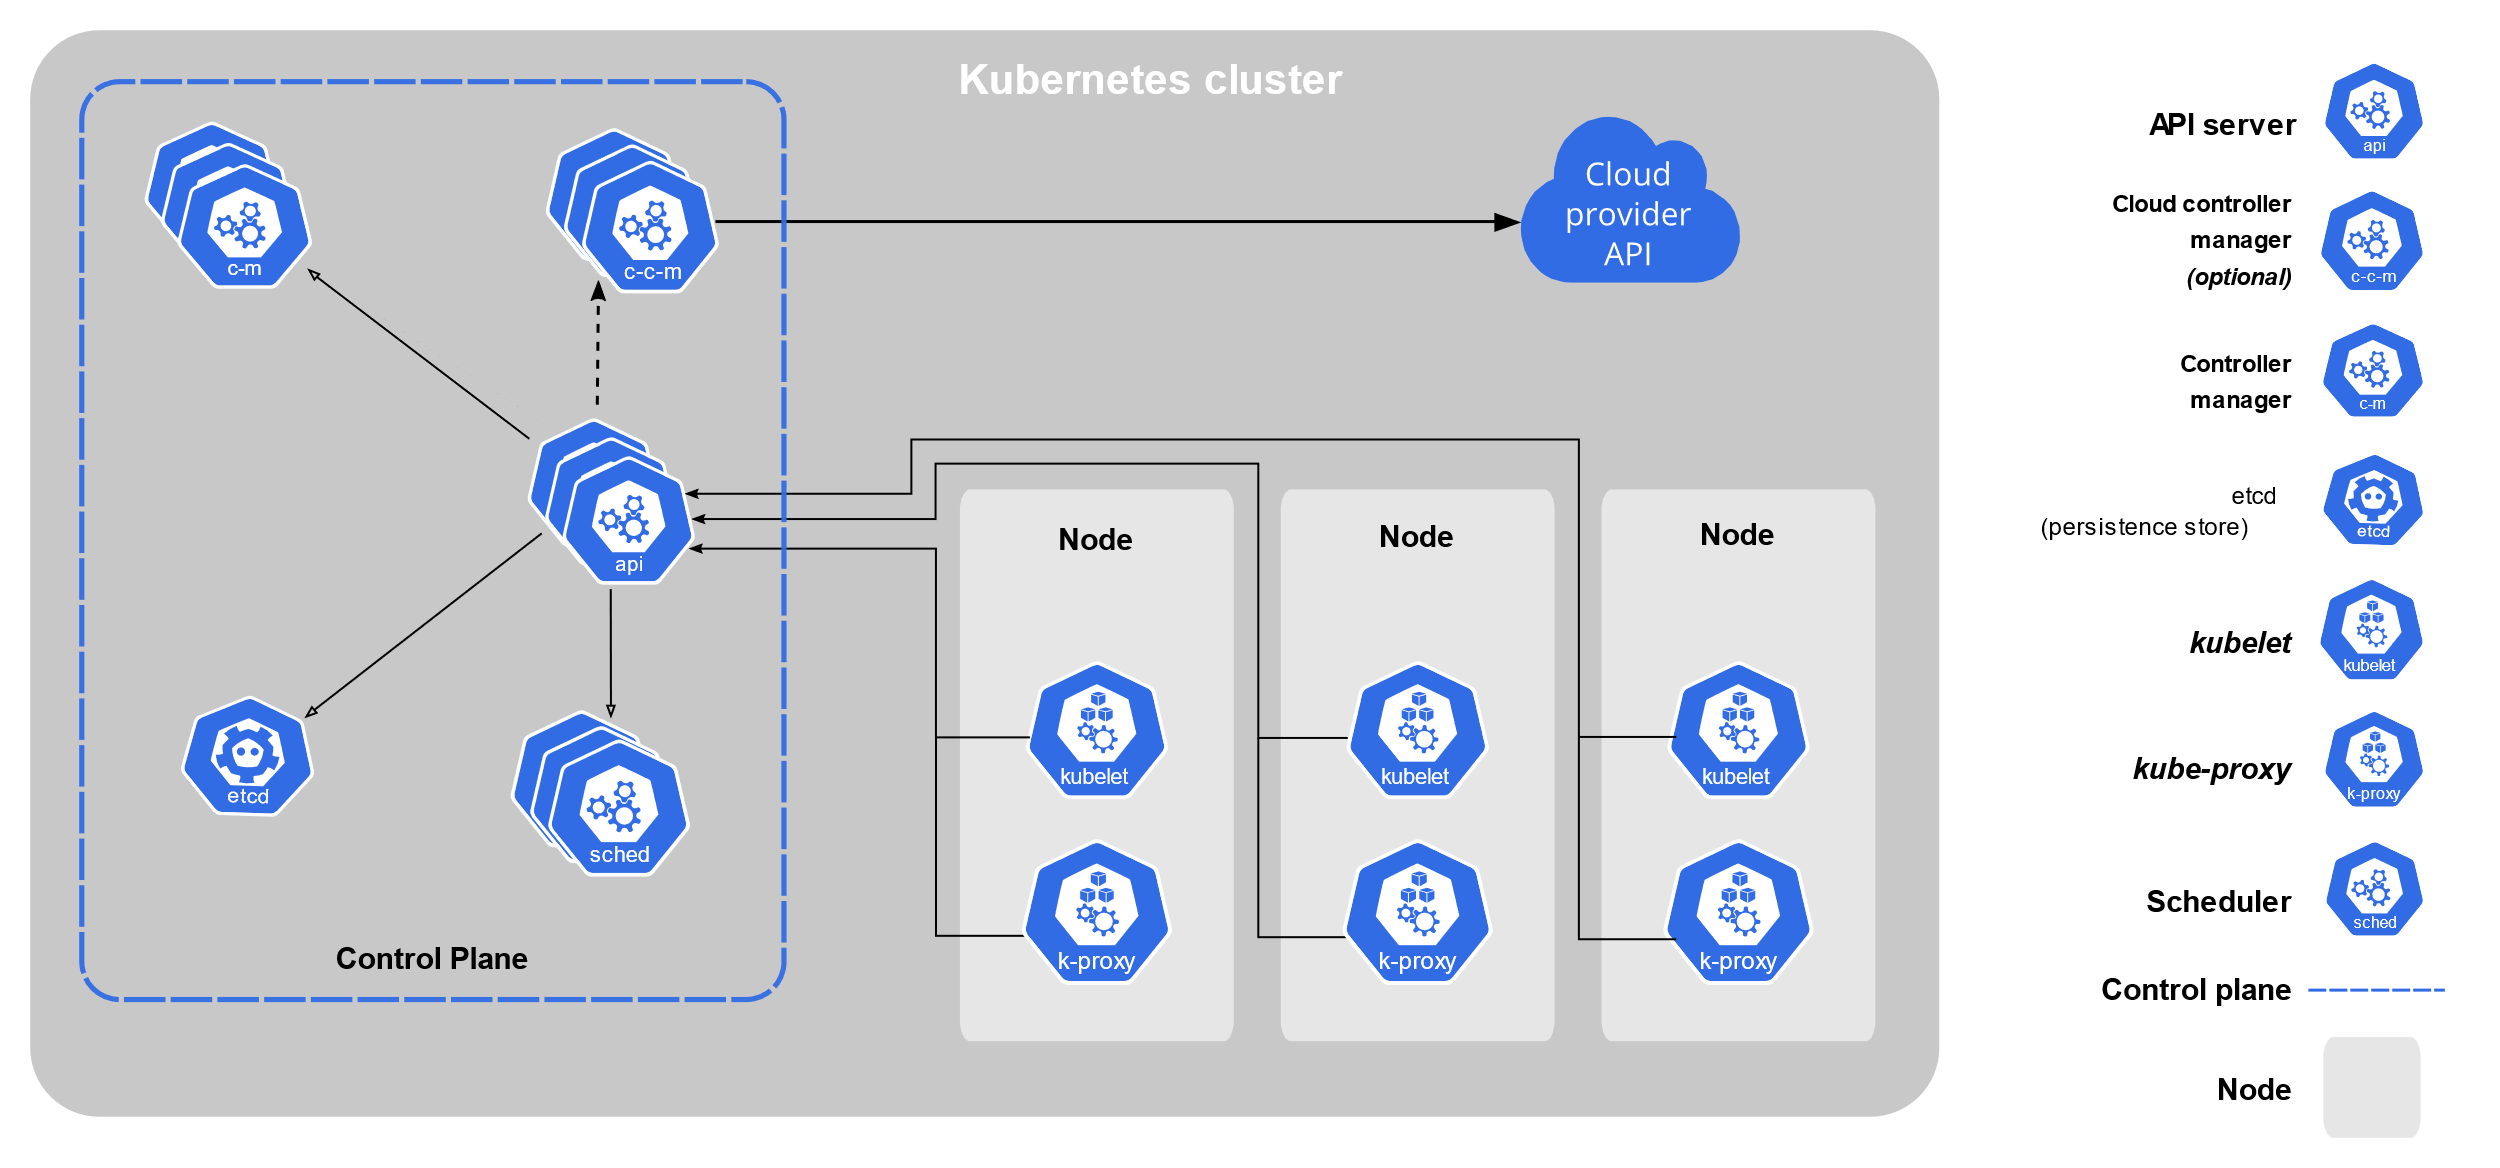 Kubernetes cluster
c-m
c-c-m
Cloud
provider
API
api
etcd
sched
Control Plane
Node
kubelet
k-proxy
Node
kubelet
k-proxy
Node
kubelet
k-proxy
API server
api
Cloud controller
manager
(optional)
c-c-m
Controller
manager
c-m
etcd
(persistence store)
etcd
kubelet
kubelet
kube-proxy
k-proxy
Scheduler
sched
Control plane
Node